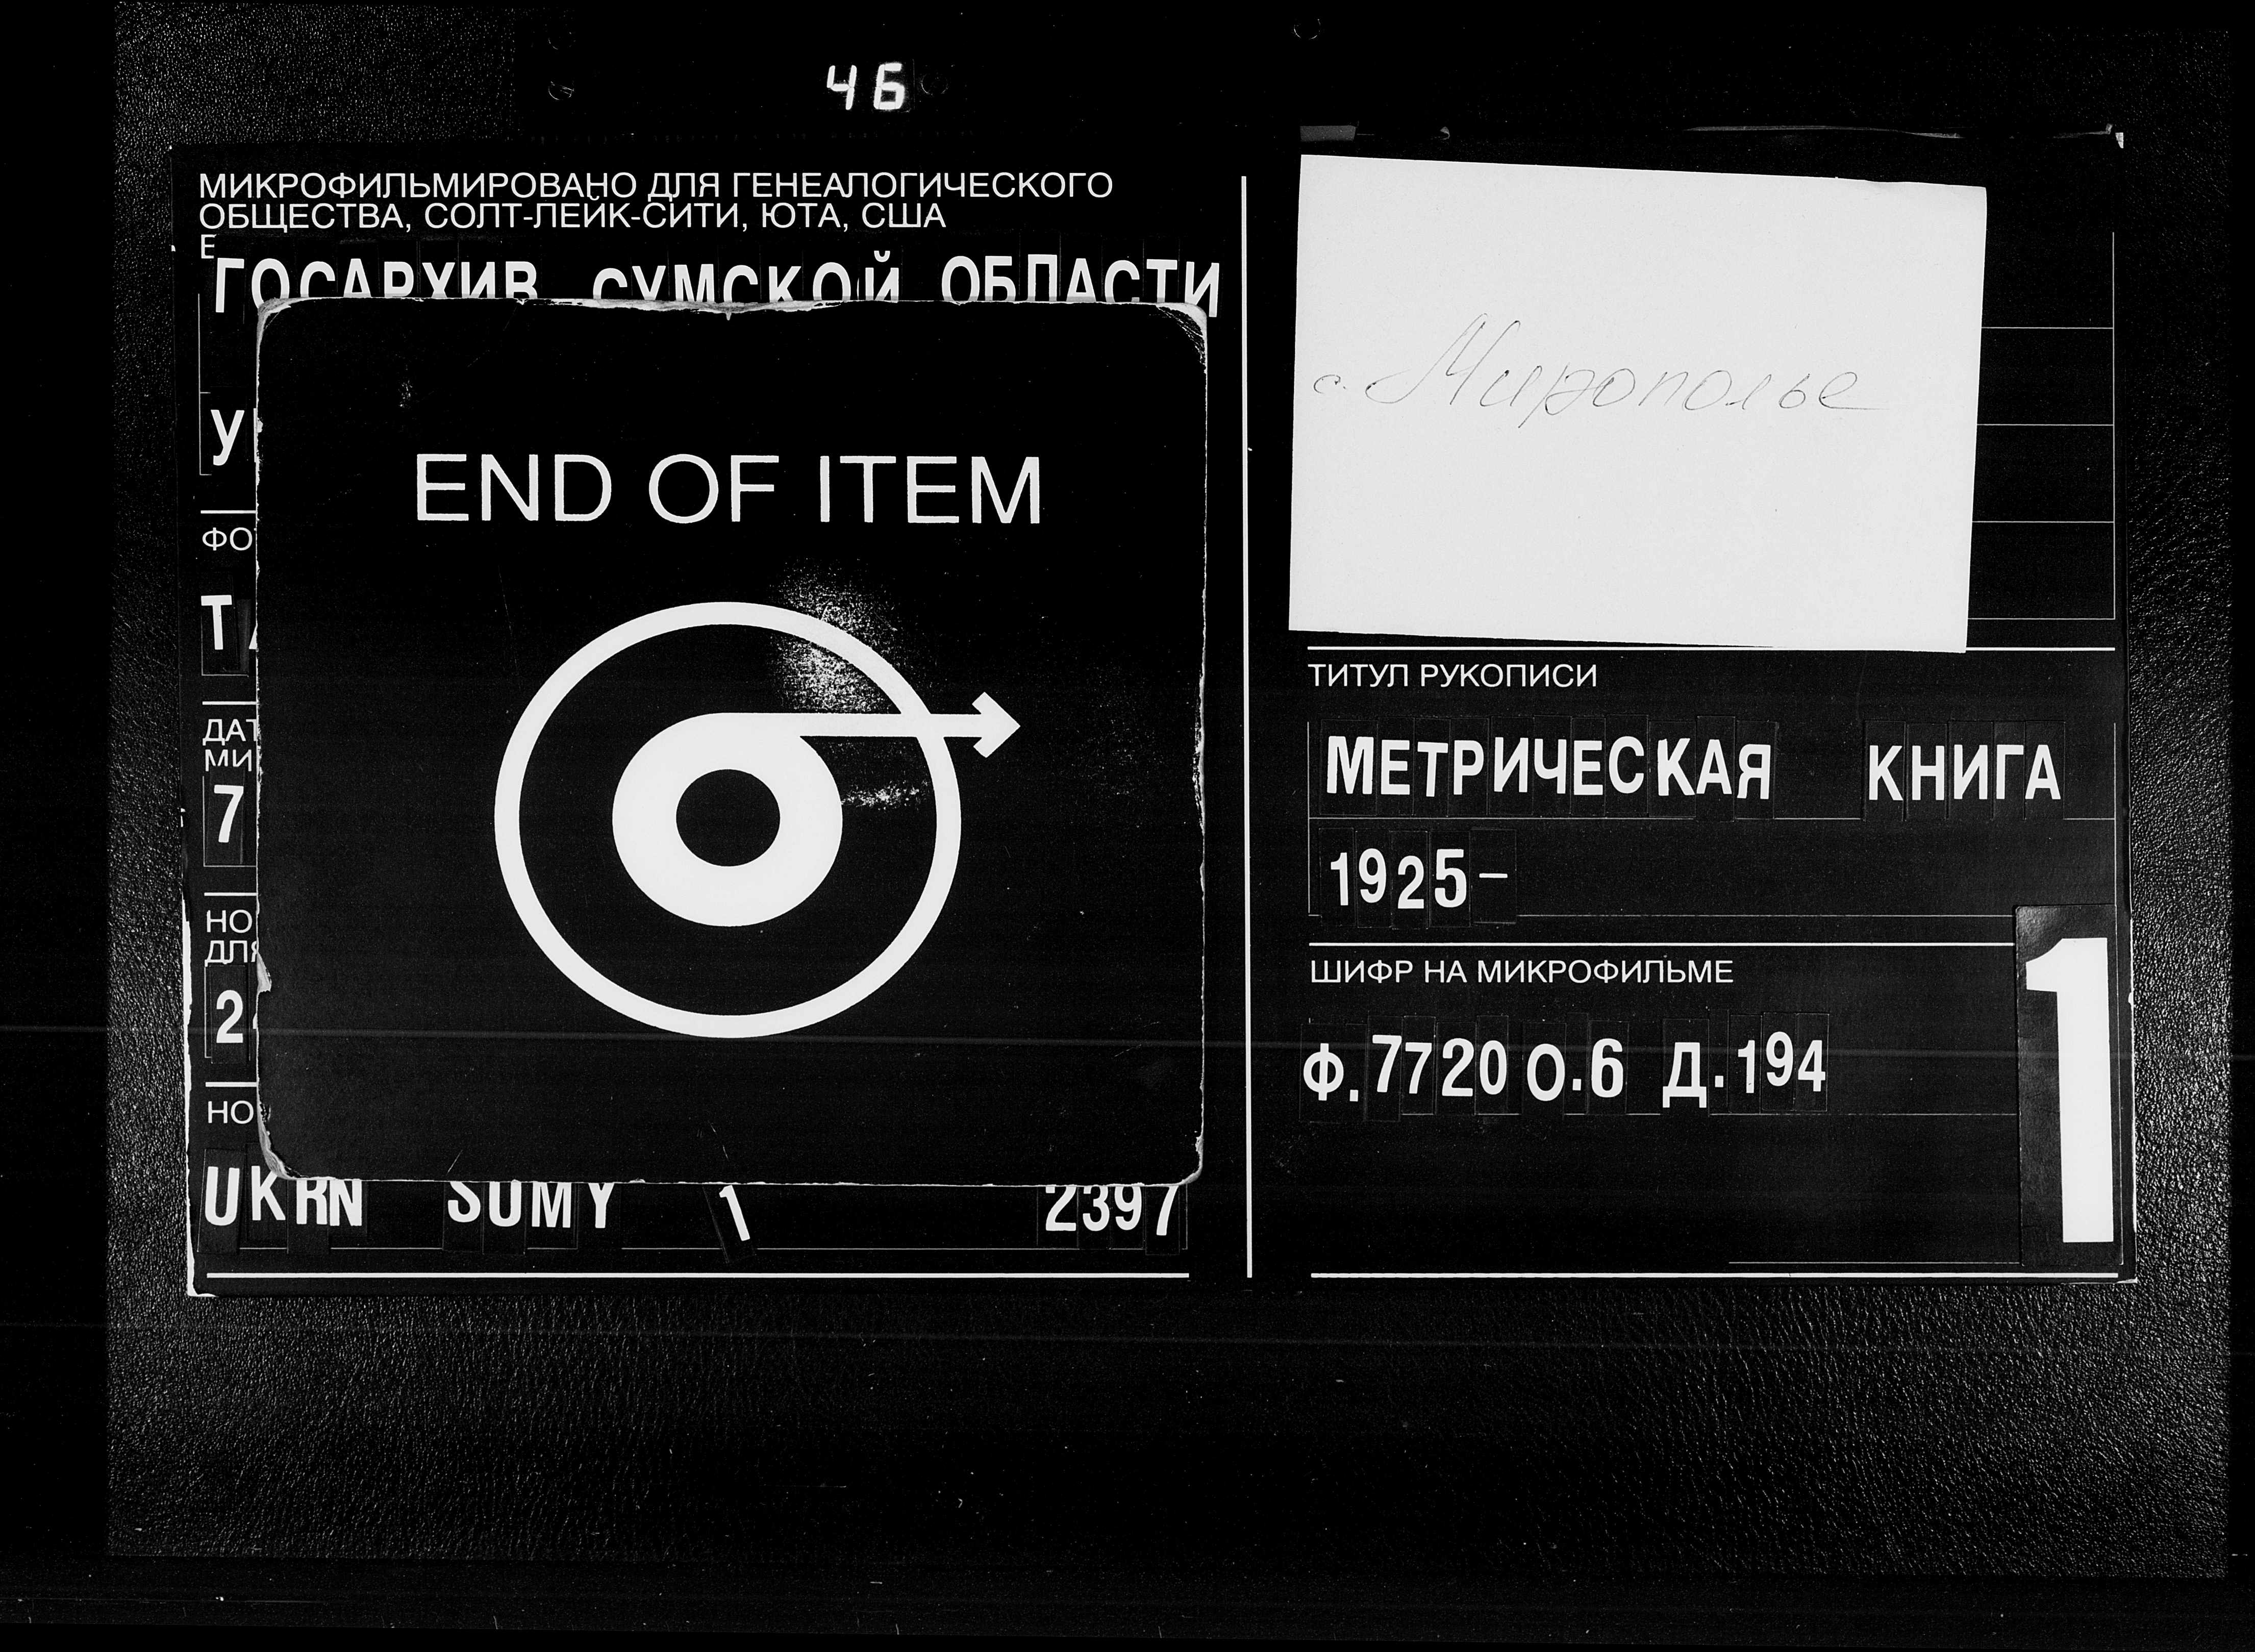 46
МИКРОФИЛЬМИРОВАНО ДЛЯ ГЕНЕАЛОГИЧЕСКОГО
ОБЩЕСТВА, СОЛТ-ЛЕЙК-СИТИ, ЮТА, США
Е
ГОСАРХИВ СУМСКОЙ ОБЛАСТИ
END OF ITEM
UKRN SUMY 1 2397
с. Мирополье
ТИТУЛ РУКОПИСИ
МЕТРИЧЕСКАЯ КНИГА
1925-
ШИФР НА МИКРОФИЛЬМЕ
Ф.7720 О.6 Д.194
1